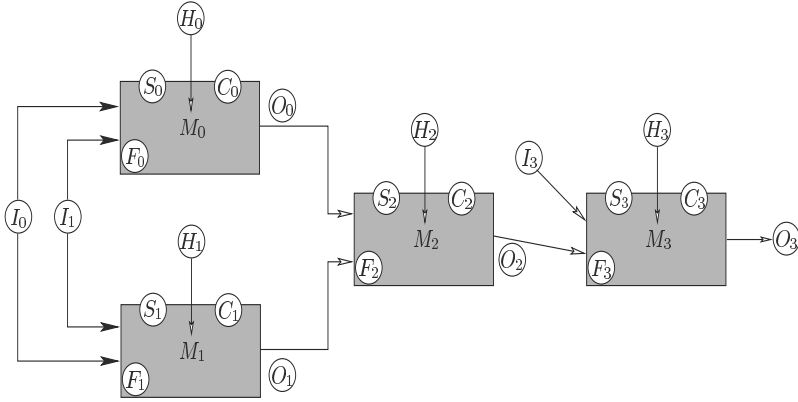 H₀
S₀ C₀ O₀
M₀
F₀
I₀ I₁
H₁
S₁ C₁
M₁
F₁ O₁
H₂
S₂ C₂
M₂
F₂ O₂
I₃ H₃
S₃ C₃
M₃ O₃
F₃